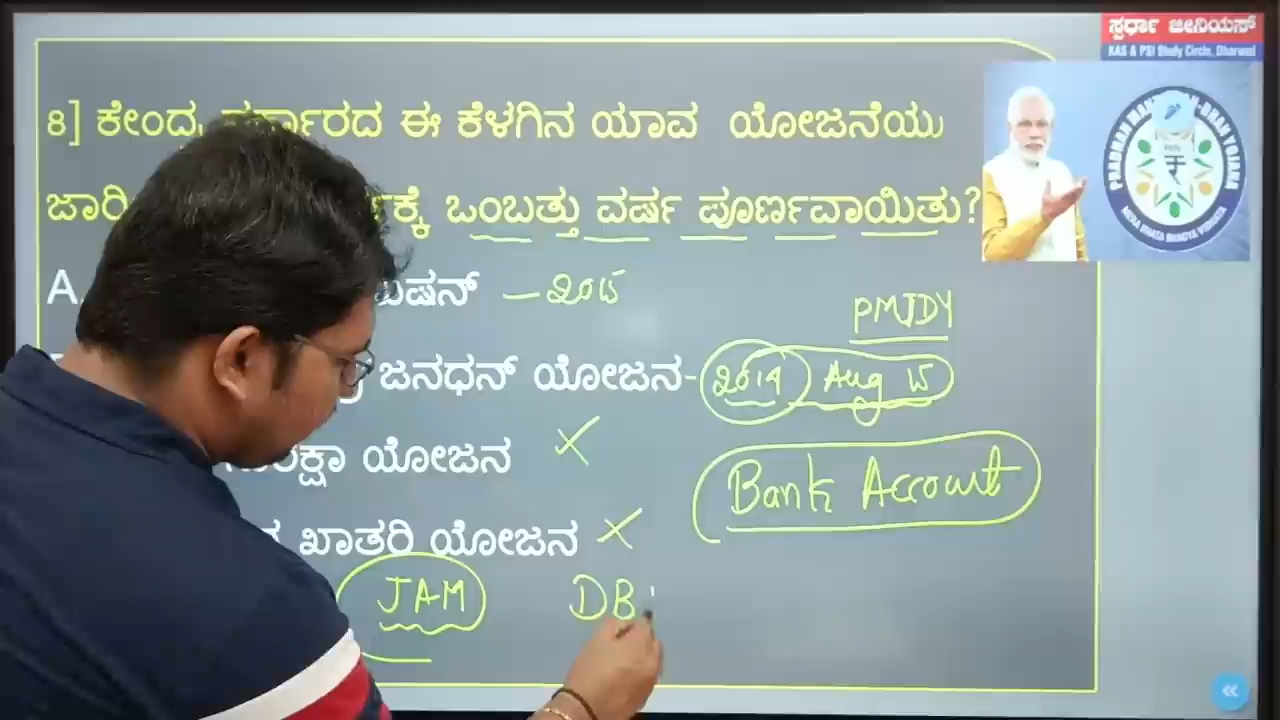 ಸ್ಪರ್ಧಾ ಜೀನಿಯಸ್
KAS & PSI Study Circle, Dharwad
8] ಕೇಂದ್ರ ಸರ್ಕಾರದ ಈ ಕೆಳಗಿನ ಯಾವ ಯೋಜನೆಯು
ಒಂಬತ್ತು ವರ್ಷ ಪೂರ್ಣವಾಯಿತು?
A. – 2015
PMJDY
ಜನಧನ್ ಯೋಜನ- 2014 Aug 15
ಯೋಜನ
Bank Account
ಖಾತರಿ ಯೋಜನ
JAM DB